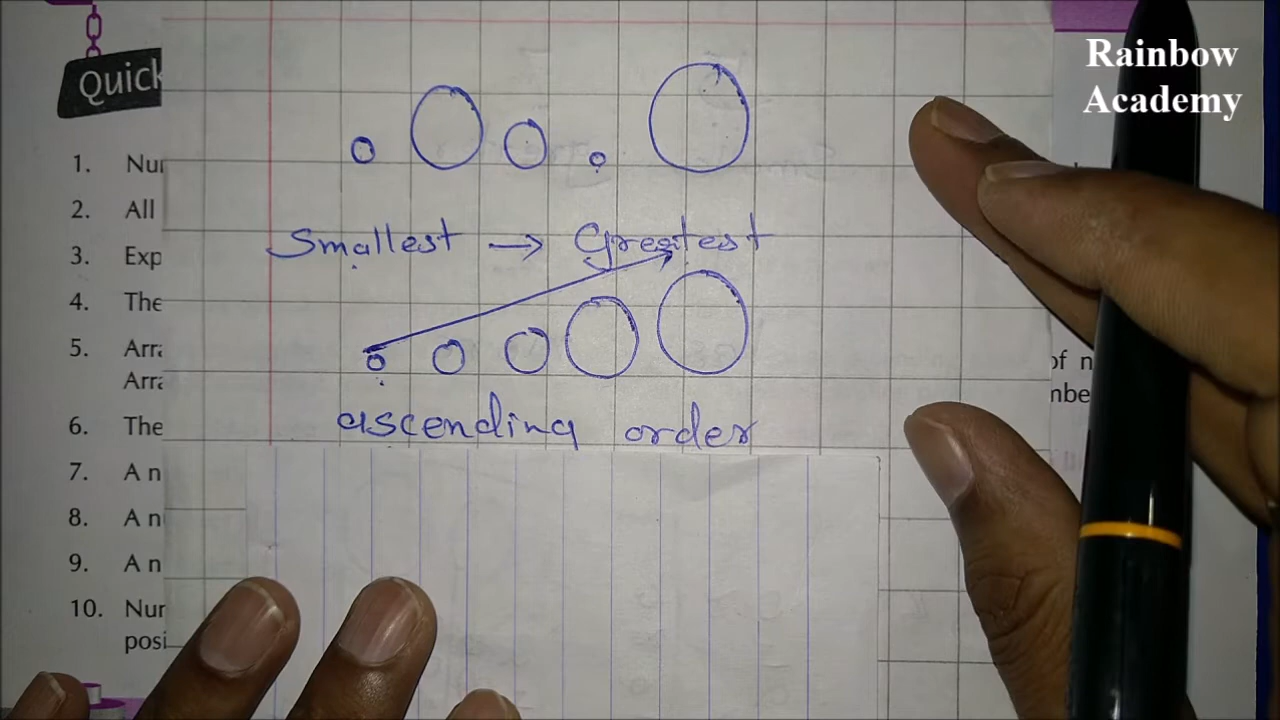 Rainbow
Academy
Quick
Smallest → Greatest
ascending order
1. Nu
2. All
3. Exp
4. The
5. Arra
Arra
of n
mbe
6. The
7. A n
8. A n
9. A n
10. Nur
posi